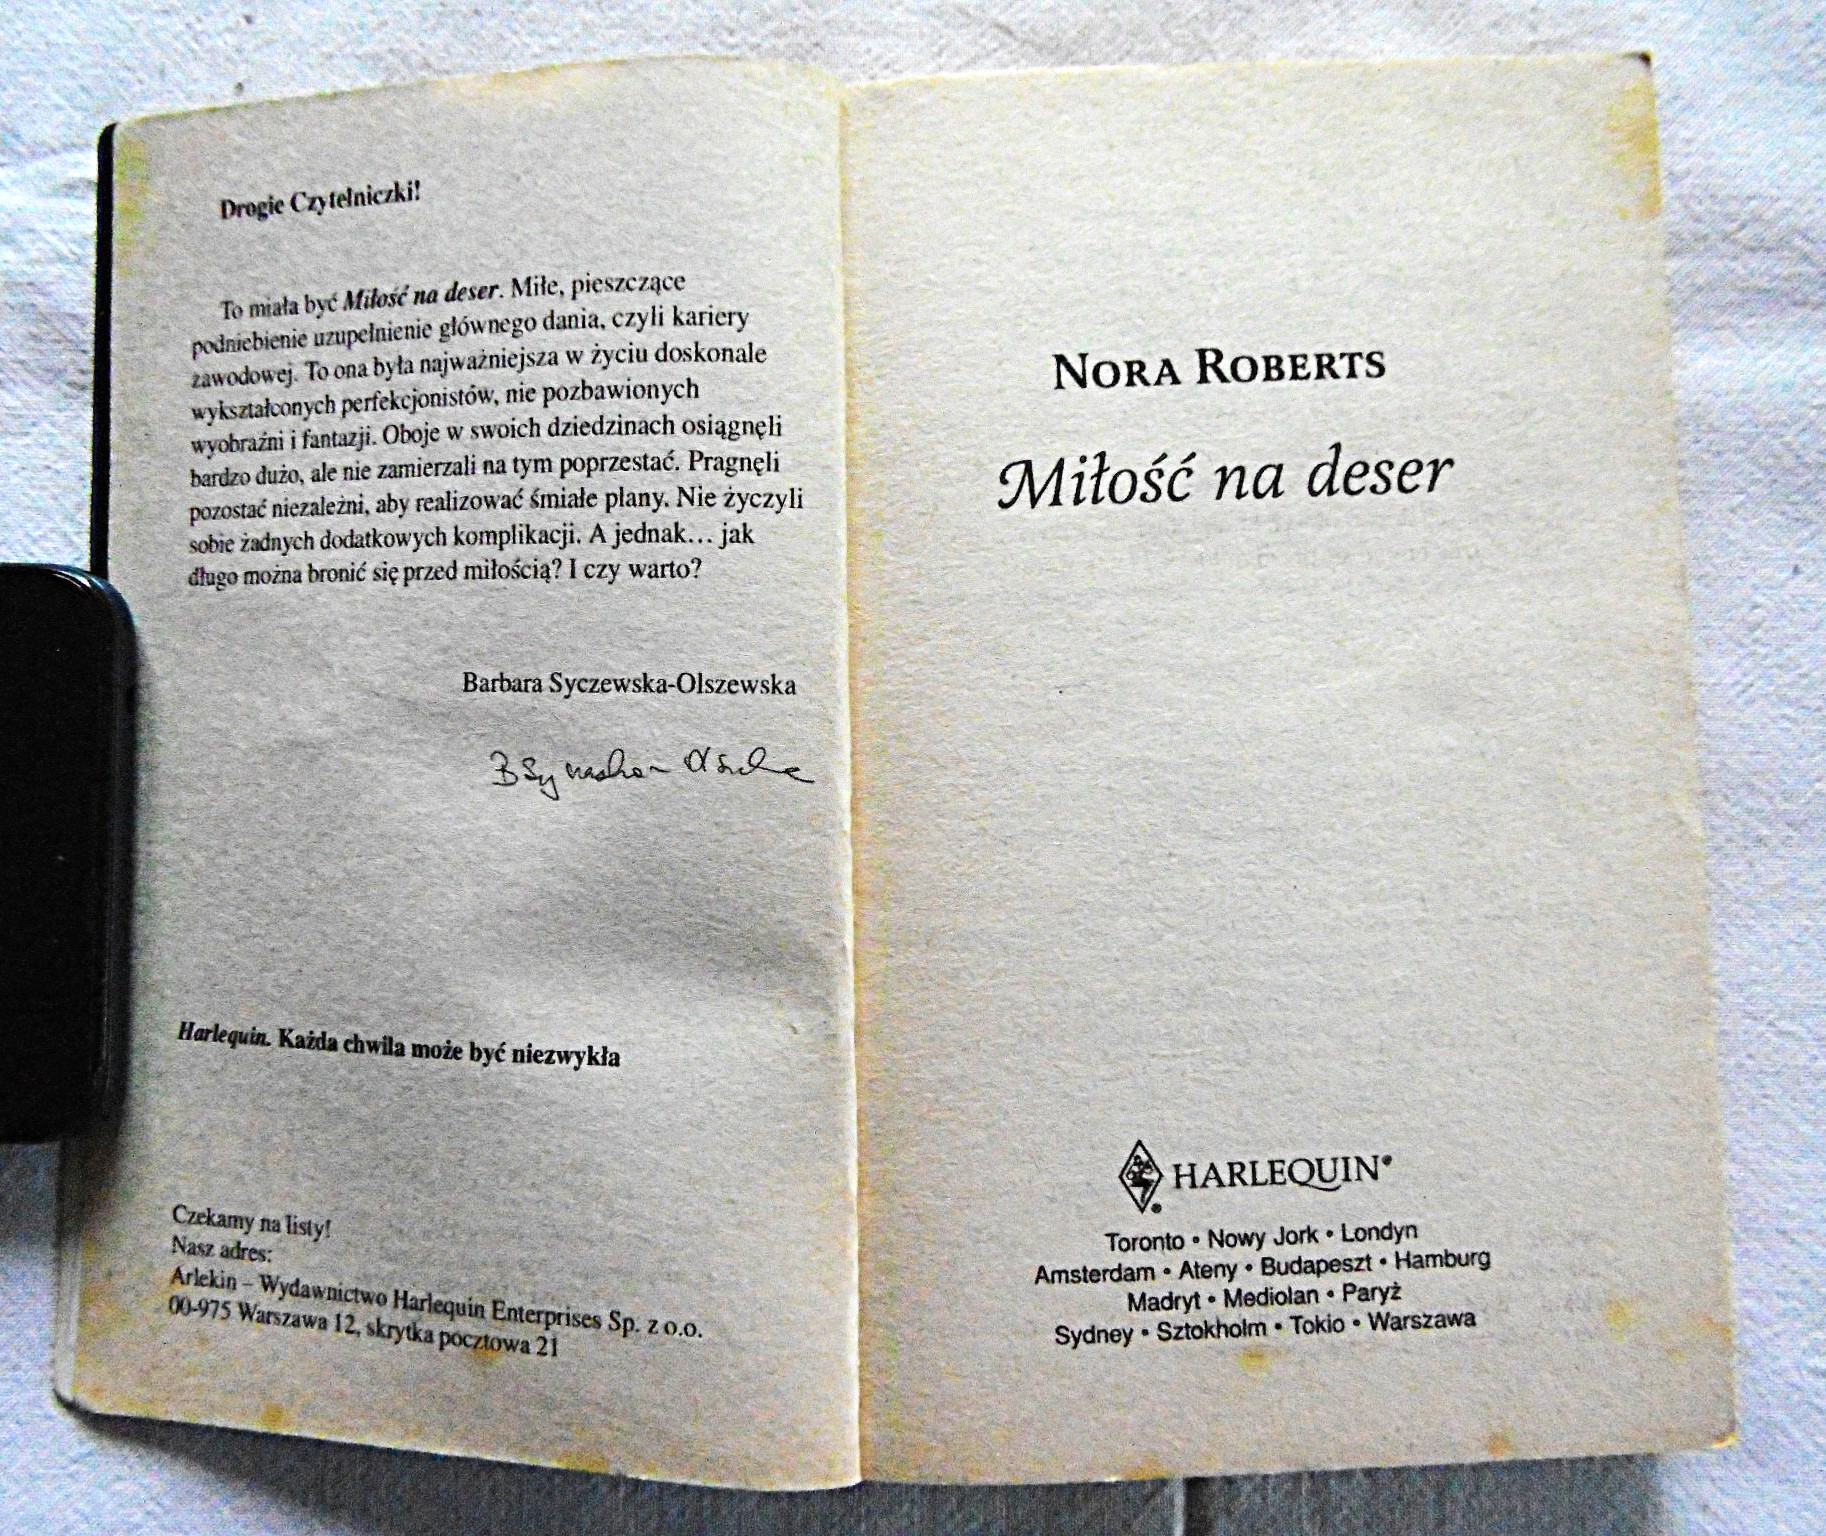 Drogie Czytelniczki!
To miała być Miłość na deser. Miłe, pieszczące
podniebienie uzupełnienie głównego dania, czyli kariery
zawodowej. To ona była najważniejsza w życiu doskonale
wykształconych perfekcjonistów, nie pozbawionych
wyobraźni i fantazji. Oboje w swoich dziedzinach osiągnęli
bardzo dużo, ale nie zamierzali na tym poprzestać. Pragnęli
pozostać niezależni, aby realizować śmiałe plany. Nie życzyli
sobie żadnych dodatkowych komplikacji. A jednak... jak
długo można bronić się przed miłością? I czy warto?
Barbara Syczewska-Olszewska
Harlequin. Każda chwila może być niezwykła
Czekamy na listy!
Nasz adres:
Arlekin – Wydawnictwo Harlequin Enterprises Sp. z o.o.
00-975 Warszawa 12, skrytka pocztowa 21
NORA ROBERTS
Miłość na deser
HARLEQUIN®
Toronto • Nowy Jork • Londyn
Amsterdam • Ateny • Budapeszt • Hamburg
Madryt • Mediolan • Paryż
Sydney • Sztokholm • Tokio • Warszawa